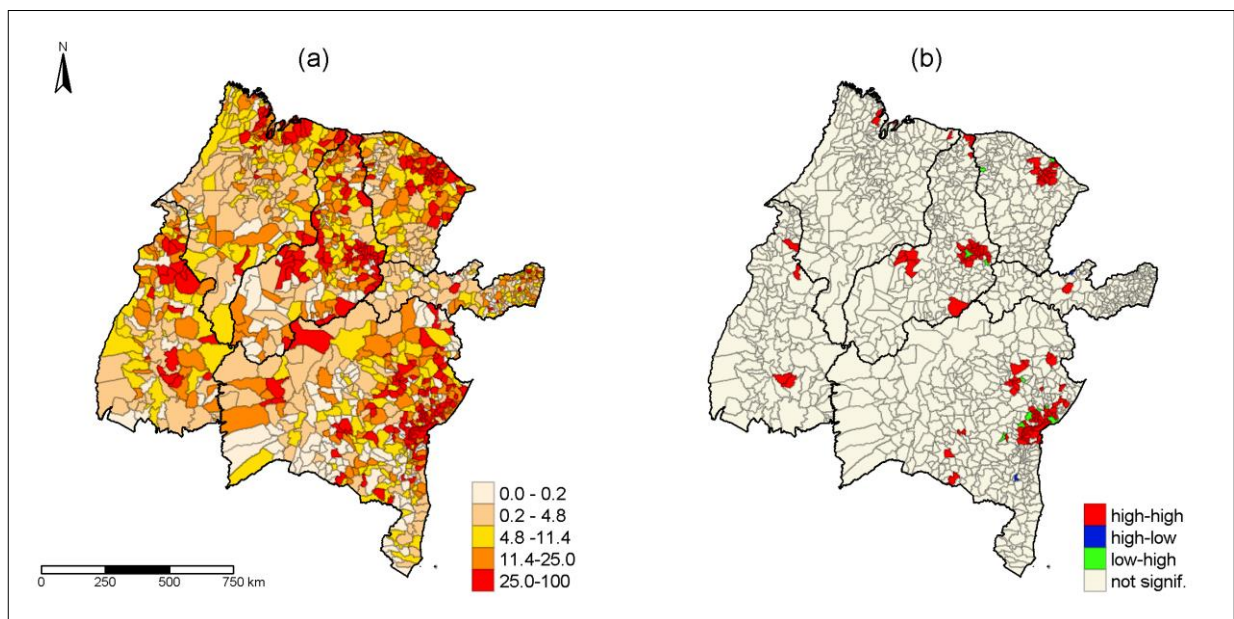 (a)
(b)
N
0.0 - 0.2
0.2 - 4.8
4.8 -11.4
11.4-25.0
25.0-100
high-high
high-low
low-high
not signif.
0 250 500 750 km